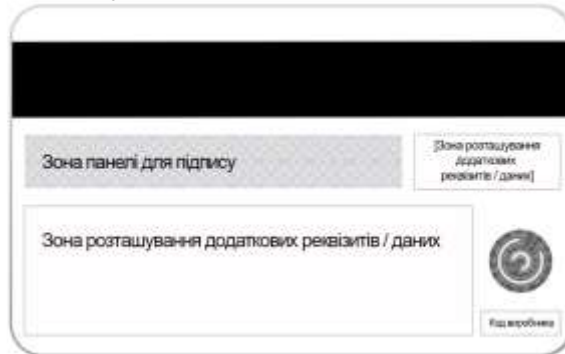 Зона панелі для підпису
[Зона розташування
додаткових
реквізитів / даних]
Зона розташування додаткових реквізитів / даних
Код виробника